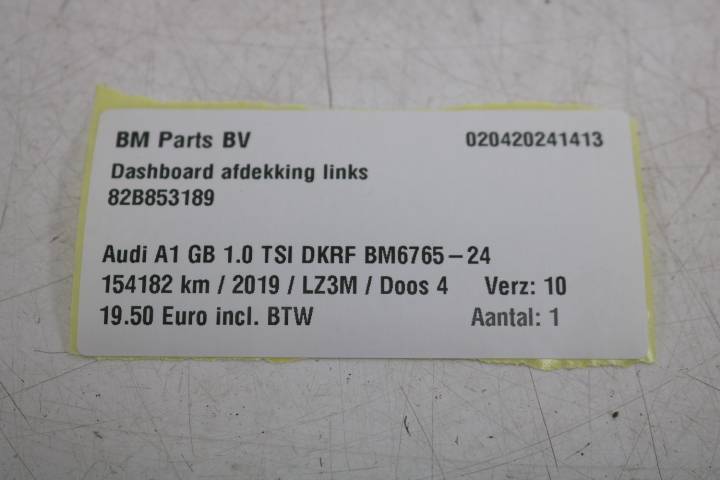 BM Parts BV 020420241413
Dashboard afdekking links
82B853189
Audi A1 GB 1.0 TSI DKRF BM6765-24
154182 km / 2019 / LZ3M / Doos 4 Verz: 10
19.50 Euro incl. BTW Aantal: 1